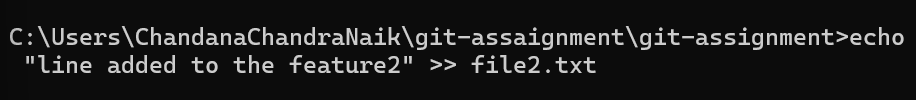 C:\Users\ChandanaChandraNaik\git-assaignment\git-assignment>echo
"line added to the feature2" >> file2.txt